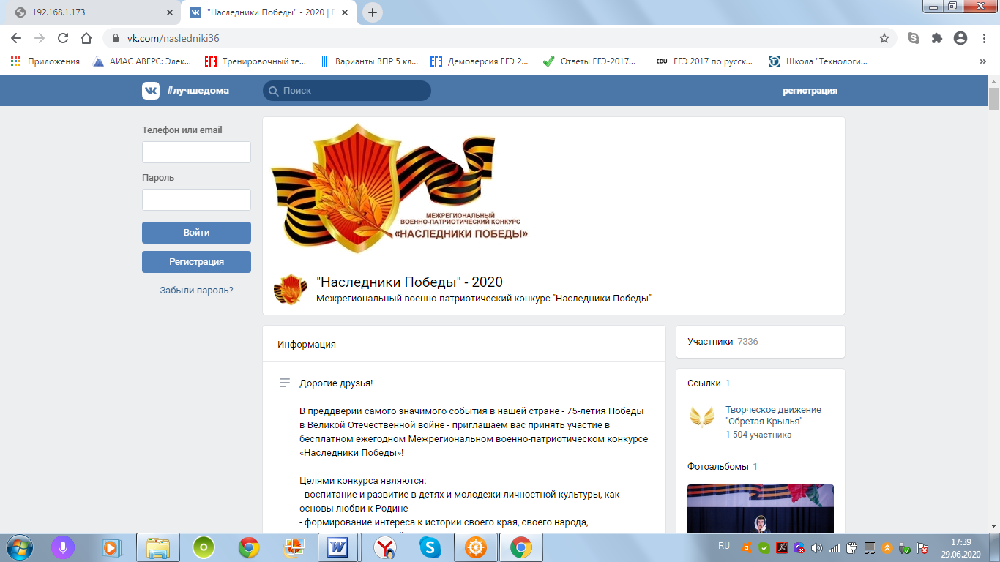 192.168.1.173
"Наследники Победы" - 2020 | В
vk.com/nasledniki36
Приложения
АИАС АВЕРС: Элек...
ЕГЭ Тренировочный те...
ВПР Варианты ВПР 5 кл...
ЕГЭ Демоверсия ЕГЭ 2...
Ответы ЕГЭ-2017...
EDU ЕГЭ 2017 по русск...
Школа "Технологи...
»
#лучшедома
Поиск
регистрация
Телефон или email
Пароль
Войти
Регистрация
Забыли пароль?
МЕЖРЕГИОНАЛЬНЫЙ
ВОЕННО-ПАТРИОТИЧЕСКИЙ КОНКУРС
«НАСЛЕДНИКИ ПОБЕДЫ»
"Наследники Победы" - 2020
Межрегиональный военно-патриотический конкурс "Наследники Победы"
Информация
Дорогие друзья!
В преддверии самого значимого события в нашей стране - 75-летия Победы
в Великой Отечественной войне - приглашаем вас принять участие в
бесплатном ежегодном Межрегиональном военно-патриотическом конкурсе
«Наследники Победы»!
Целями конкурса являются:
- воспитание и развитие в детях и молодежи личностной культуры, как
основы любви к Родине
- формирование интереса к истории своего края, своего народа,
Участники 7336
Ссылки 1
Творческое движение
"Обретая Крылья"
1 504 участника
Фотоальбомы 1
RU
17:39
29.06.2020